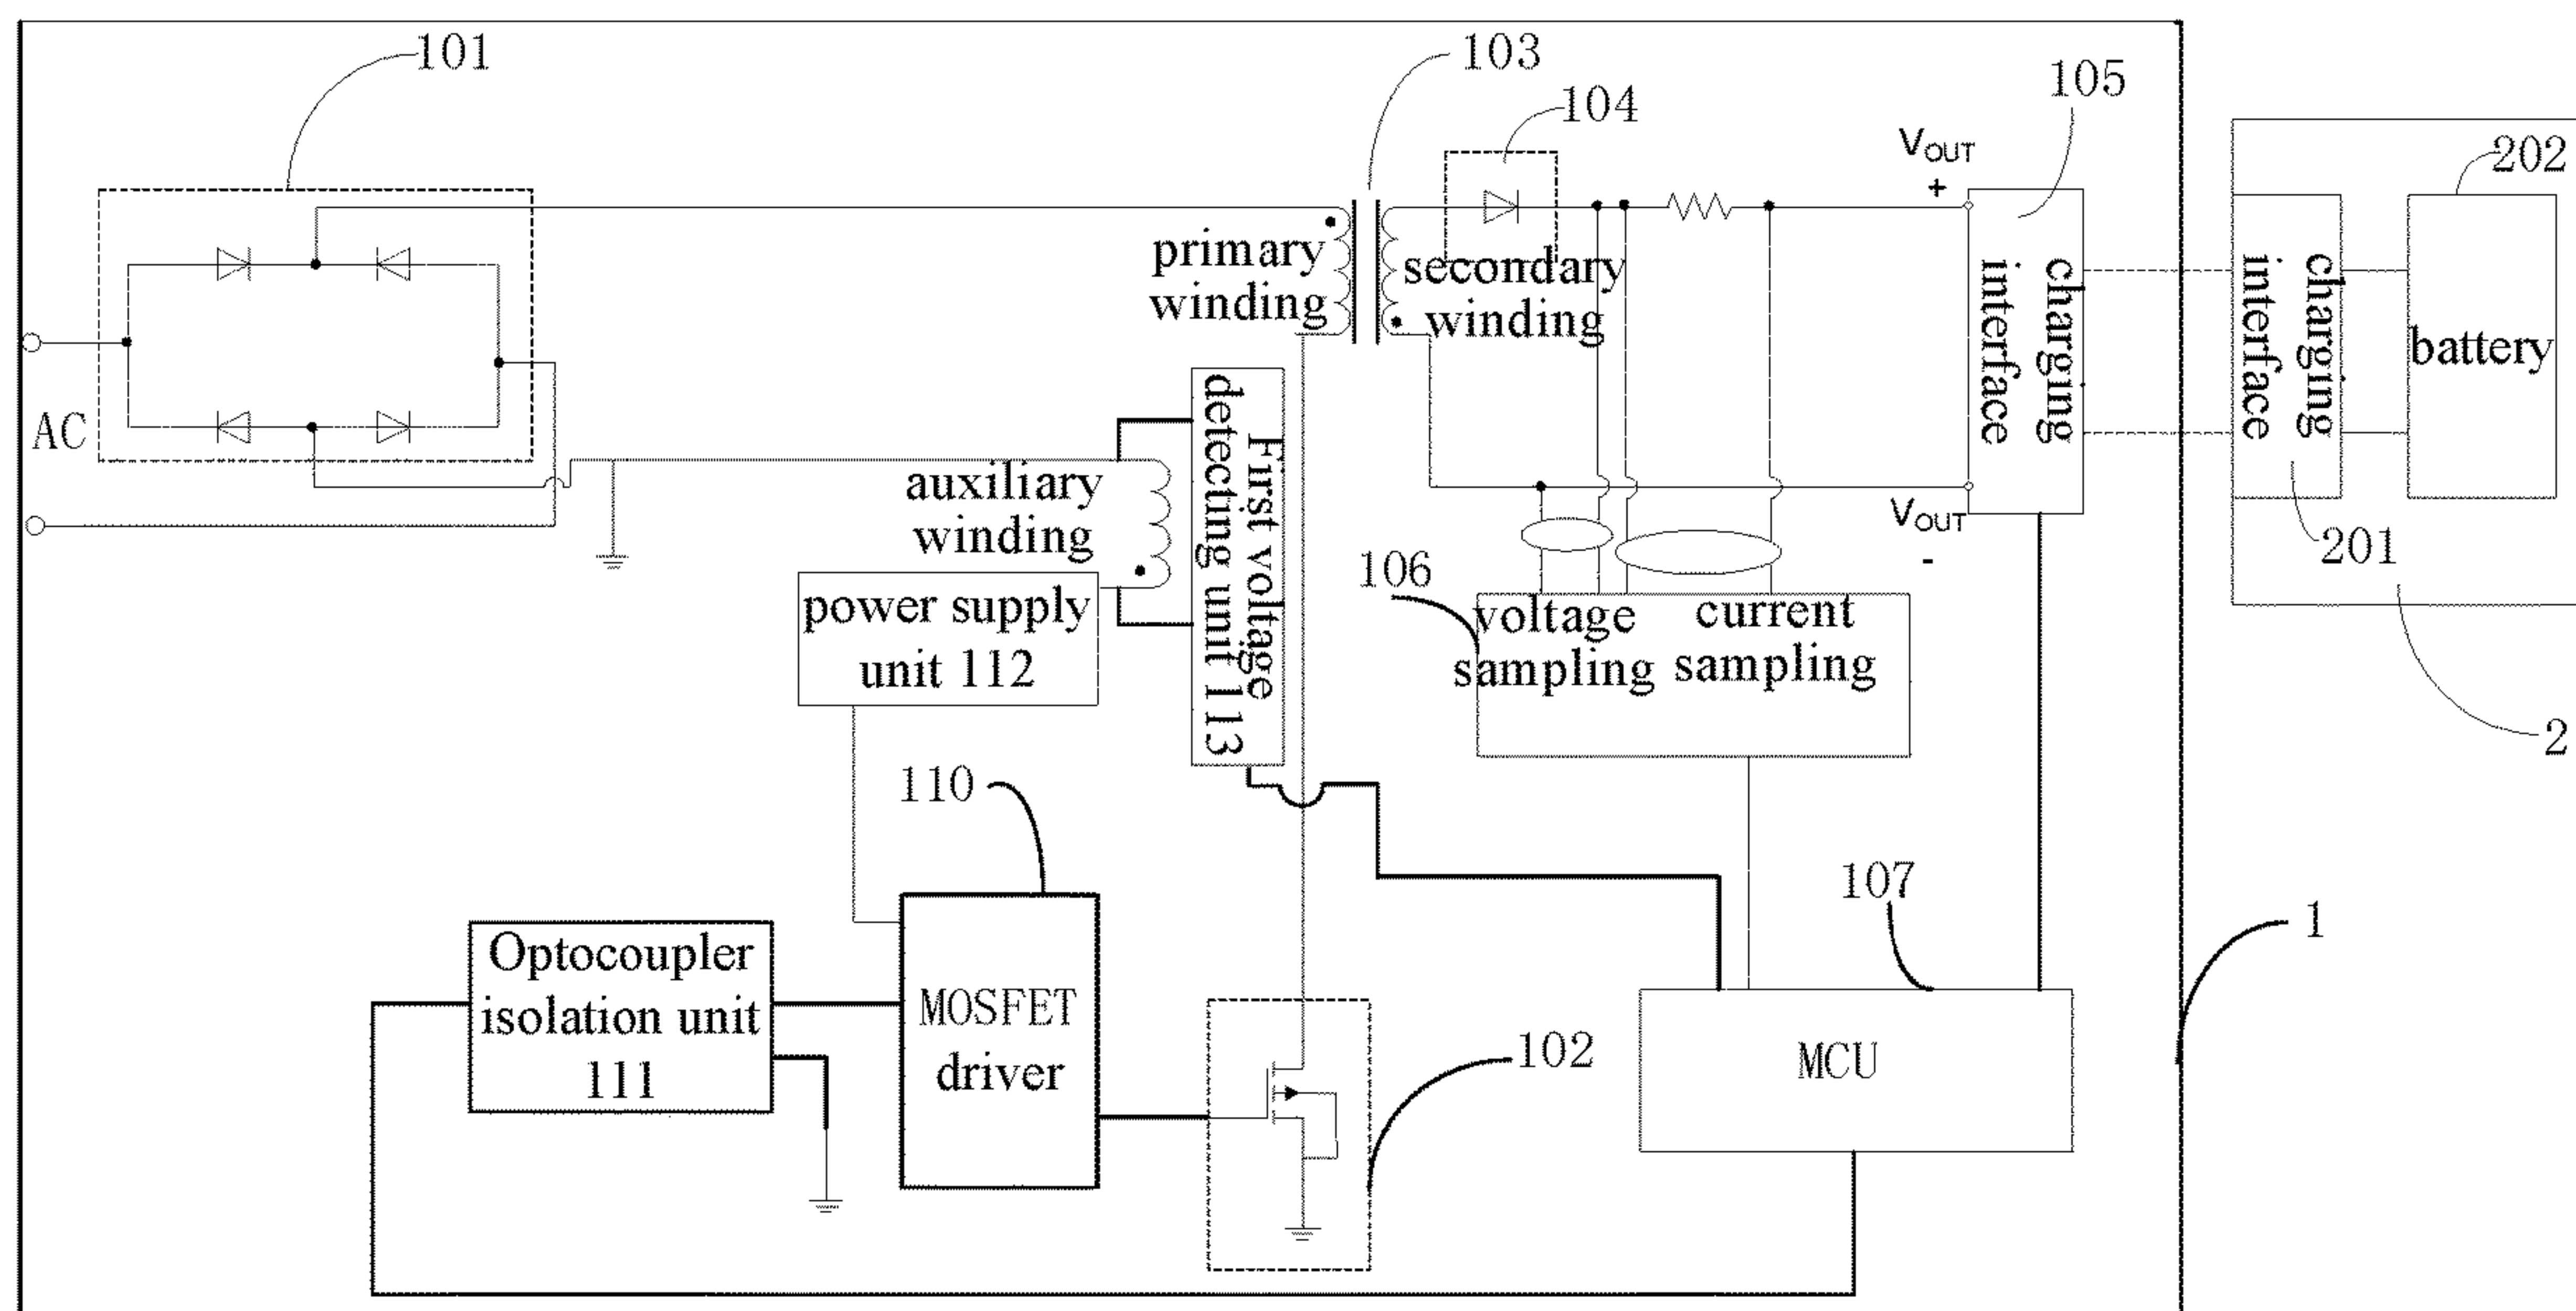 101
103
104
105
202
V_OUT
+
primary
winding
secondary
winding
charging
interface
charging
interface
battery
AC
First voltage
detecting unit 113
auxiliary
winding
V_OUT
-
201
106
power supply
unit 112
voltage
sampling
current
sampling
2
110
107
1
Optocoupler
isolation unit
111
MOSFET
driver
102
MCU